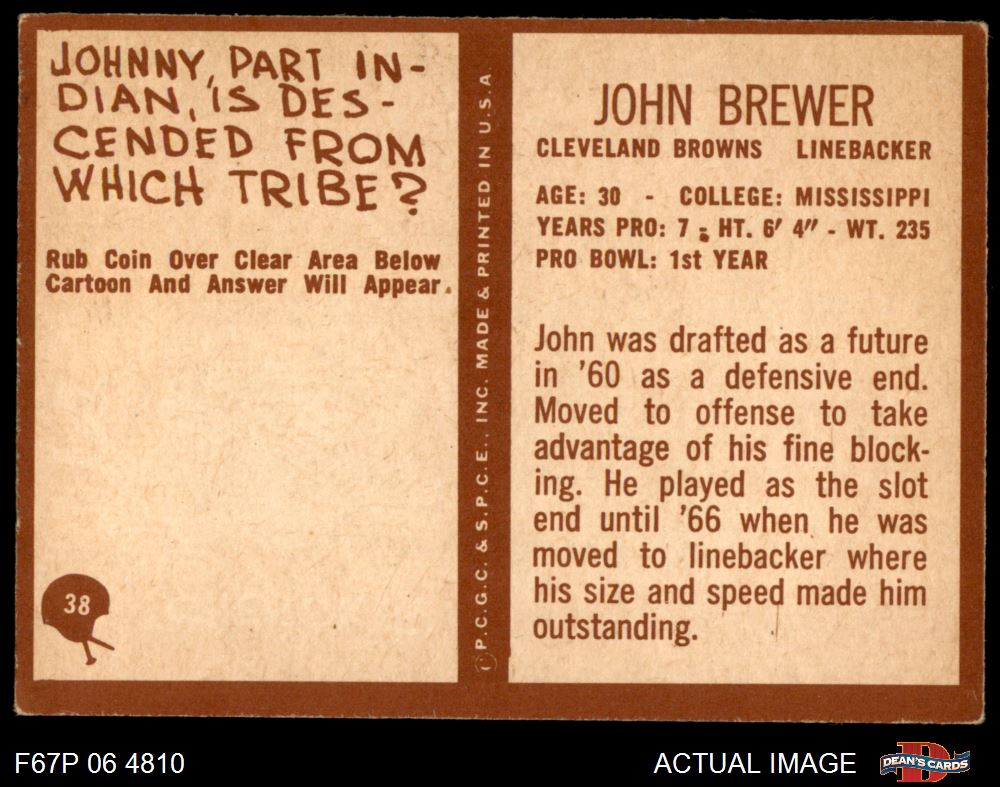 JOHNNY, PART IN-
DIAN, IS DES-
CENDED FROM
WHICH TRIBE?
Rub Coin Over Clear Area Below
Cartoon And Answer Will Appear.
38
© P.C.G.C. & S.P.C.E., INC. MADE & PRINTED IN U.S.A.
JOHN BREWER
CLEVELAND BROWNS LINEBACKER
AGE: 30 - COLLEGE: MISSISSIPPI
YEARS PRO: 7 - HT. 6' 4" - WT. 235
PRO BOWL: 1st YEAR
John was drafted as a future
in '60 as a defensive end.
Moved to offense to take
advantage of his fine block-
ing. He played as the slot
end until '66 when he was
moved to linebacker where
his size and speed made him
outstanding.
F67P 06 4810
ACTUAL IMAGE
D
DEAN'S CARDS